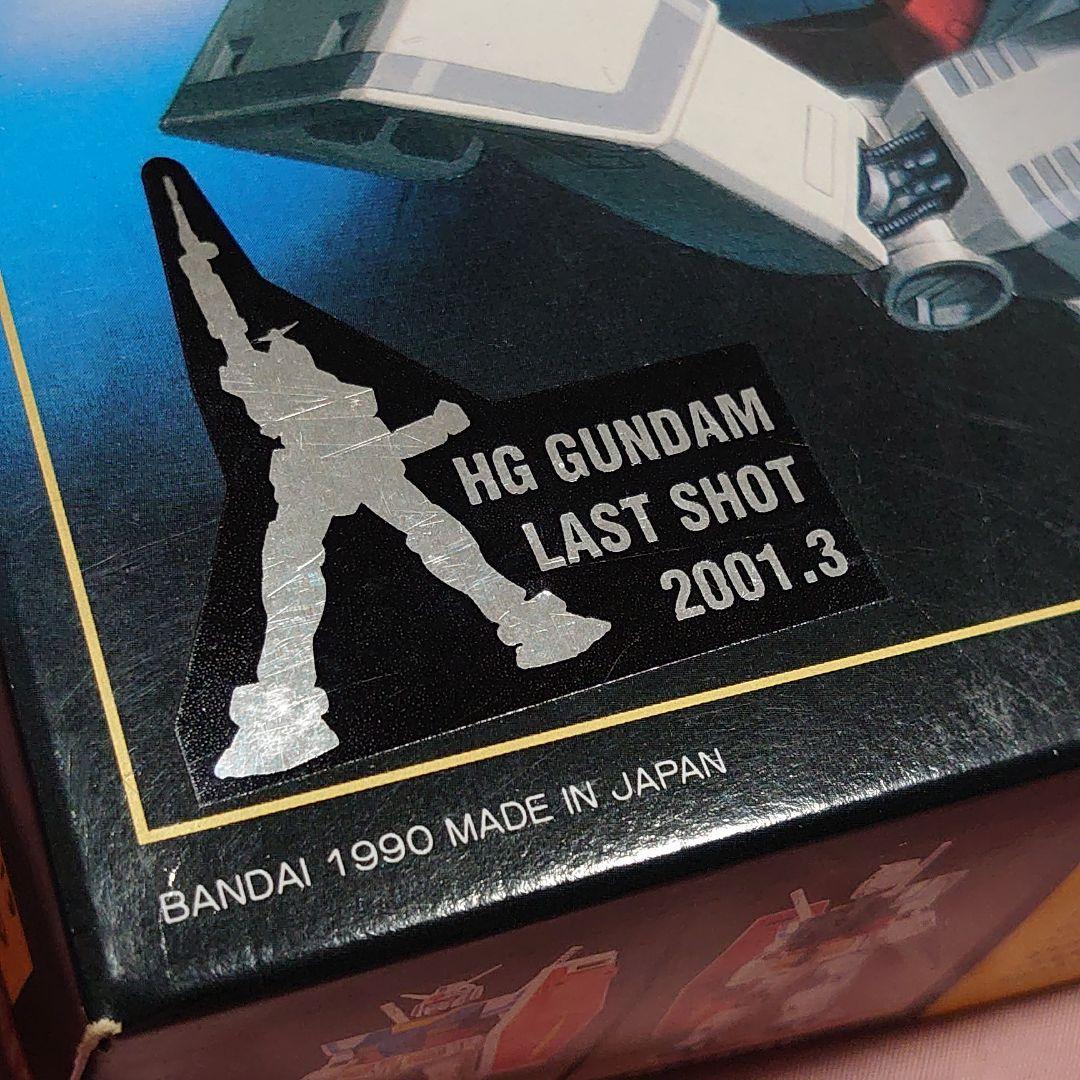 HG GUNDAM
LAST SHOT
2001.3
BANDAI 1990 MADE IN JAPAN